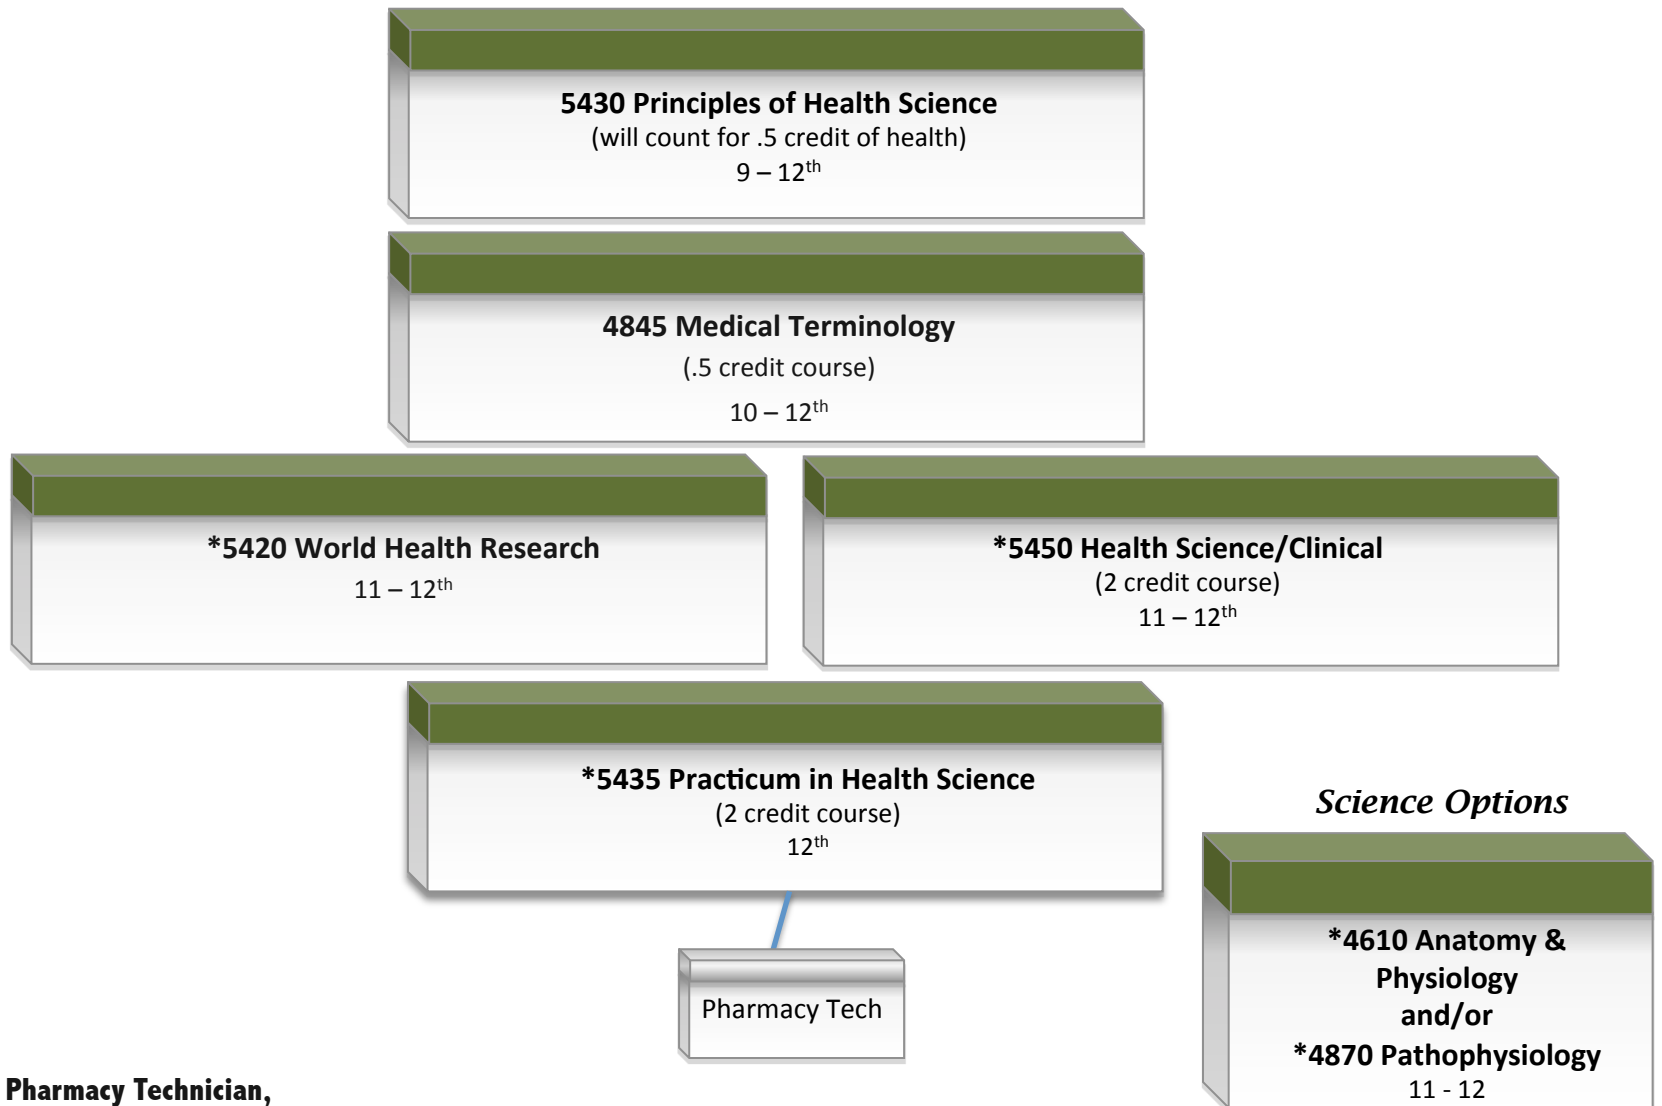 5430 Principles of Health Science
(will count for .5 credit of health)
9 – 12th
4845 Medical Terminology
(.5 credit course)
10 – 12th
*5420 World Health Research
11 – 12th
*5450 Health Science/Clinical
(2 credit course)
11 – 12th
*5435 Practicum in Health Science
(2 credit course)
12th
Pharmacy Tech
Science Options
*4610 Anatomy &
Physiology
and/or
*4870 Pathophysiology
11 - 12
Pharmacy Technician,